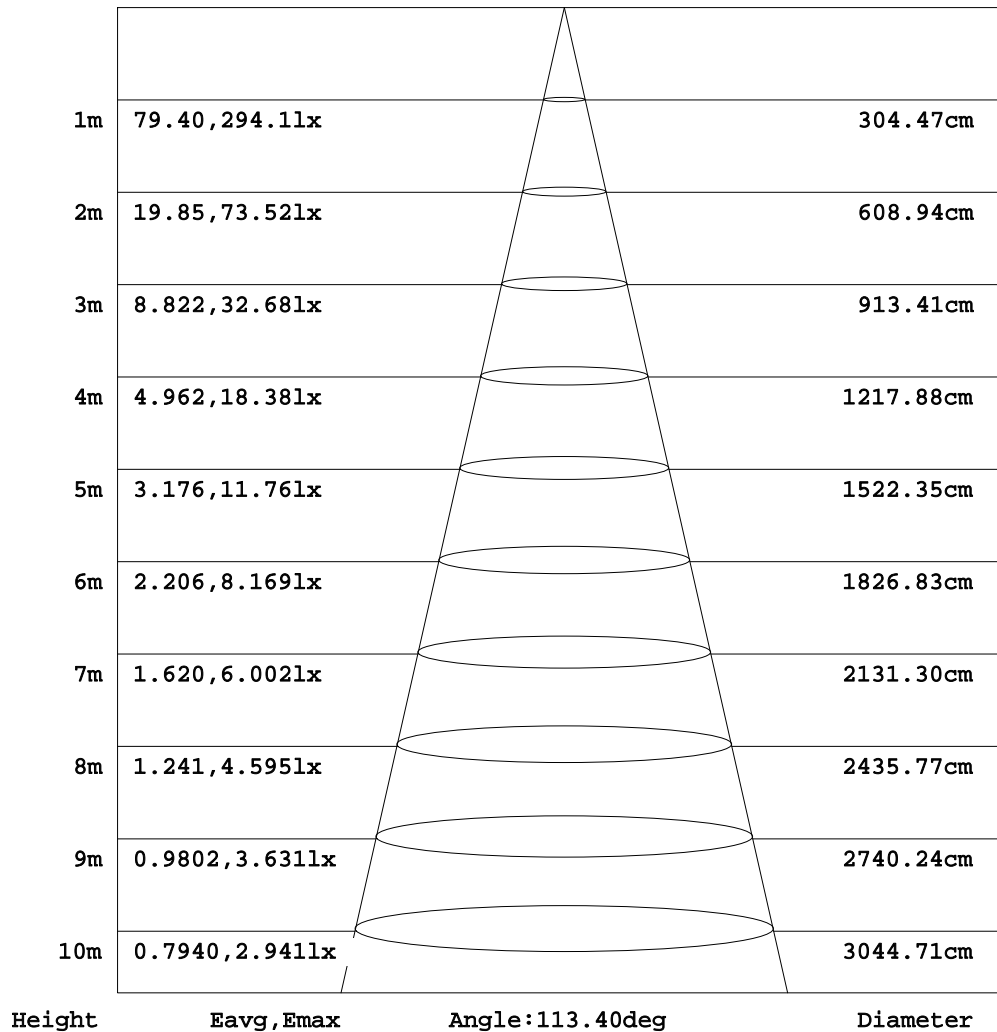 1m 79.40,294.1lx 304.47cm
2m 19.85,73.52lx 608.94cm
3m 8.822,32.68lx 913.41cm
4m 4.962,18.38lx 1217.88cm
5m 3.176,11.76lx 1522.35cm
6m 2.206,8.169lx 1826.83cm
7m 1.620,6.002lx 2131.30cm
8m 1.241,4.595lx 2435.77cm
9m 0.9802,3.631lx 2740.24cm
10m 0.7940,2.941lx 3044.71cm
Height Eavg,Emax Angle:113.40deg Diameter